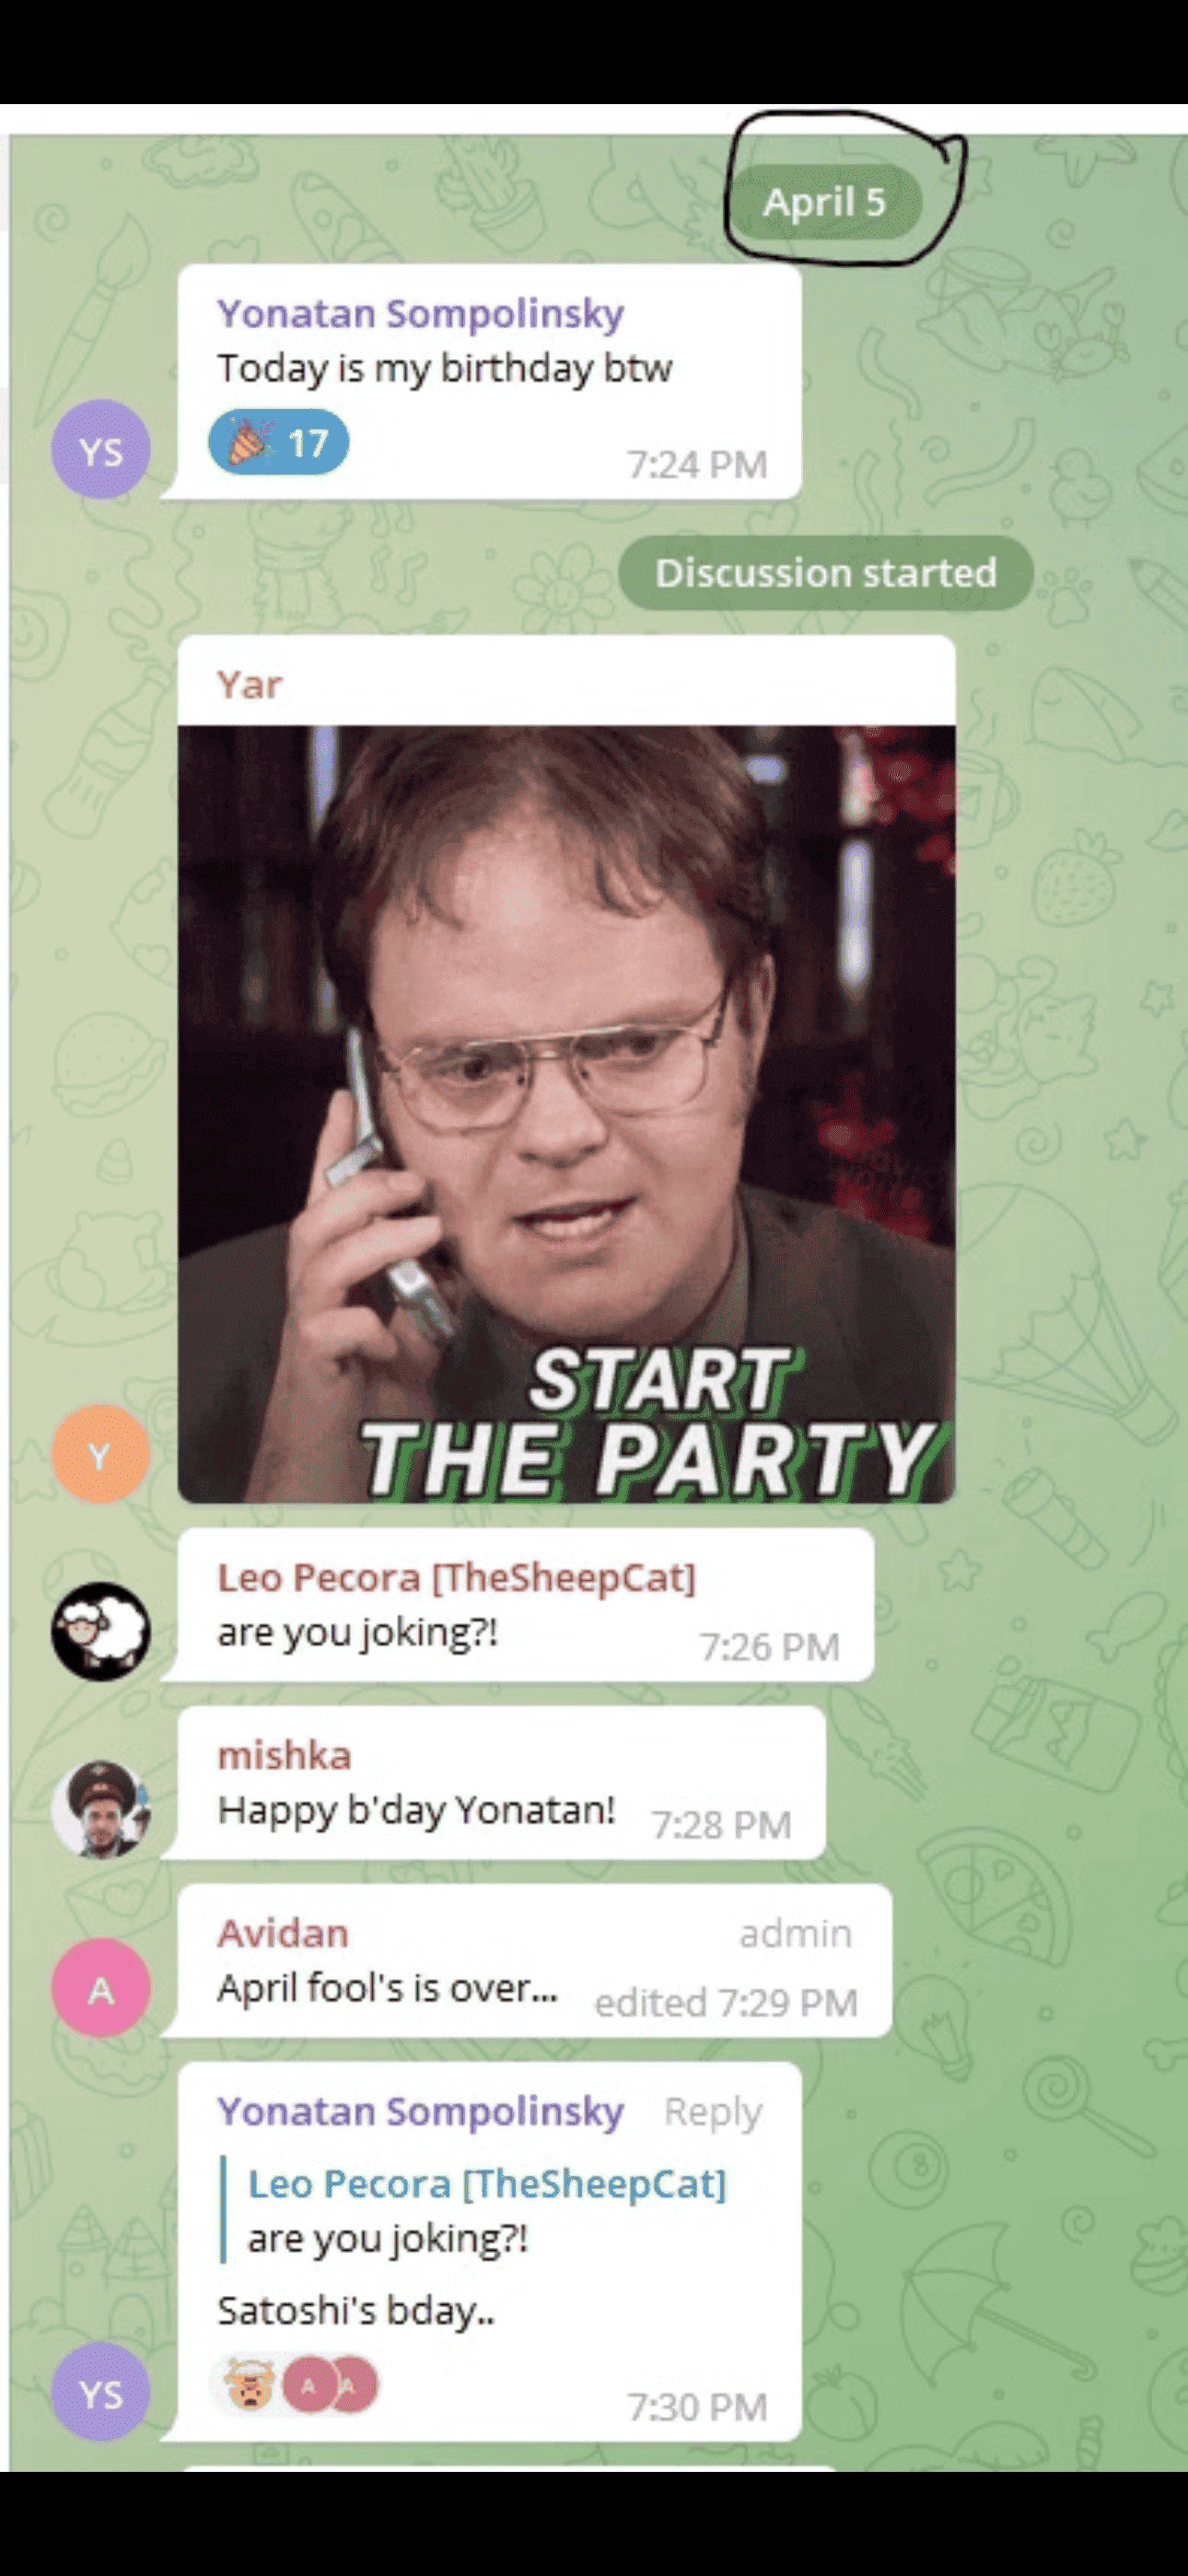 April 5
Yonatan Sompolinsky
Today is my birthday btw
17
7:24 PM
YS
Discussion started
Yar
START
THE PARTY
Y
Leo Pecora [TheSheepCat]
are you joking?!
7:26 PM
mishka
Happy b'day Yonatan!
7:28 PM
Avidan
admin
April fool's is over...
edited 7:29 PM
A
Yonatan Sompolinsky
Reply
Leo Pecora [TheSheepCat]
are you joking?!
Satoshi's bday..
A A
7:30 PM
YS